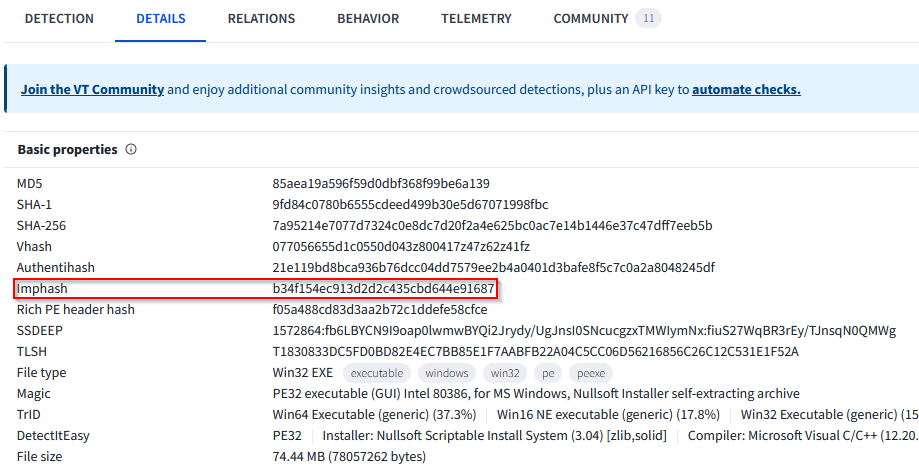 DETECTION DETAILS RELATIONS BEHAVIOR TELEMETRY COMMUNITY 11
Join the VT Community and enjoy additional community insights and crowdsourced detections, plus an API key to automate checks.
Basic properties
MD5 85aea19a596f59d0dbf368f99be6a139
SHA-1 9fd84c0780b6555cdeed499b30e5d67071998fbc
SHA-256 7a95214e7077d7324c0e8dc7d20f2a4e625bc0ac7e14b1446e37c47dff7eeb5b
Vhash 077056655d1c0550d043z800417z47z62z41fz
Authentihash 21e119bd8bca936b76dcc04dd7579ee2b4a0401d3bafe8f5c7c0a2a8048245df
Imphash b34f154ec913d2d2c435cbd644e91687
Rich PE header hash f05a488cd83d3aa2b72c1ddefe58cfce
SSDEEP 1572864:fb6LBYCN9I9oap0lwmwBYQi2Jrydy/UgJnsI0SNcucgzxTMWIymNx:fiuS27WqBR3rEy/TJnsqN0QMWg
TLSH T1830833DC5FD0BD82E4EC7BB85E1F7AABFB22A04C5CC06D56216856C26C12C531E1F52A
File type Win32 EXE executable windows win32 pe peexe
Magic PE32 executable (GUI) Intel 80386, for MS Windows, Nullsoft Installer self-extracting archive
TrID Win64 Executable (generic) (37.3%) Win16 NE executable (generic) (17.8%) Win32 Executable (generic) (15
DetectItEasy PE32 Installer: Nullsoft Scriptable Install System (3.04) [zlib,solid] Compiler: Microsoft Visual C/C++ (12.20.
File size 74.44 MB (78057262 bytes)